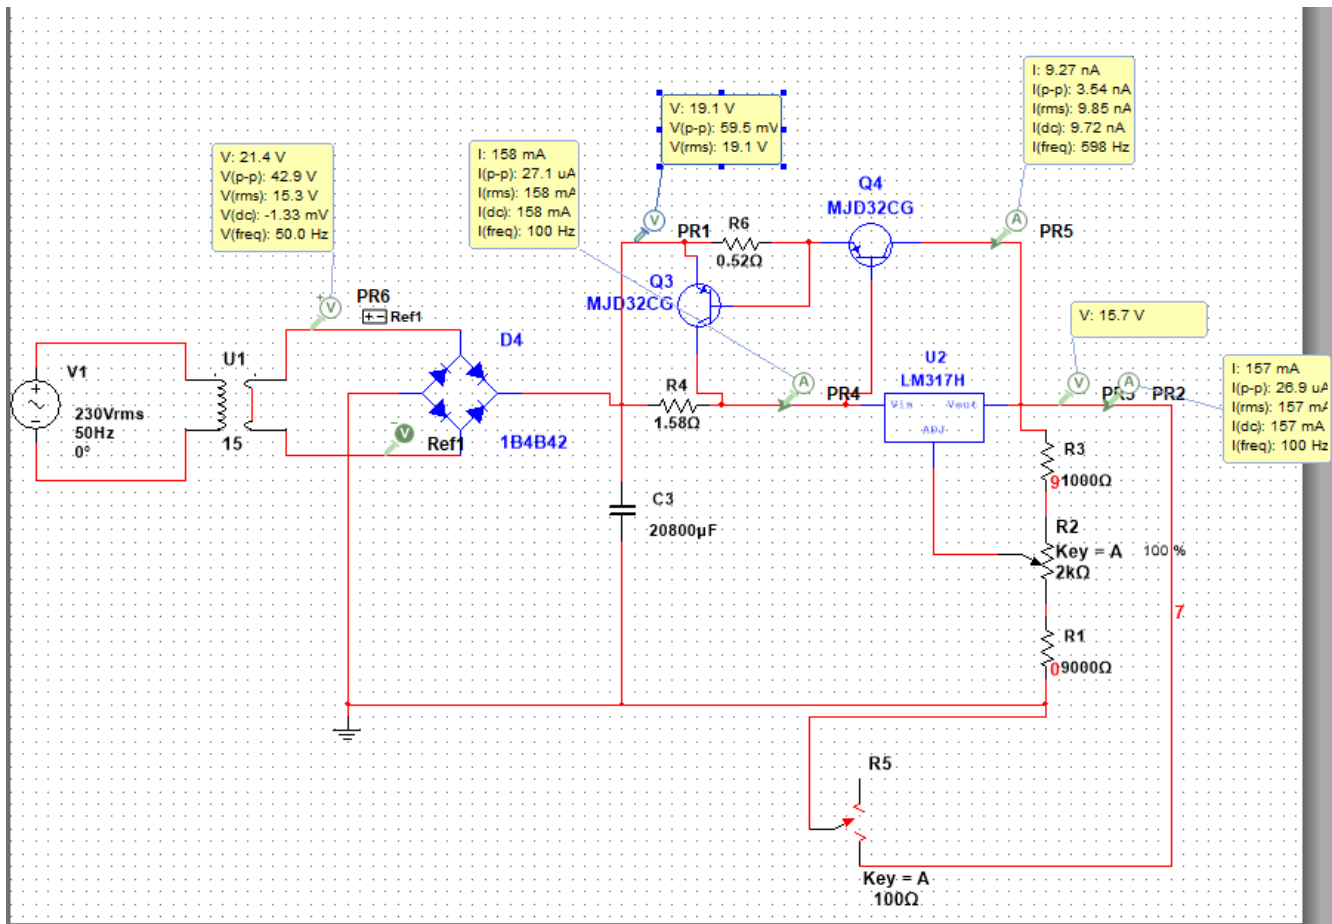 I: 9.27 nA
I(p-p): 3.54 nA
I(rms): 9.85 nA
I(dc): 9.72 nA
I(freq): 598 Hz
V: 19.1 V
V(p-p): 59.5 mV
V(rms): 19.1 V
V: 21.4 V
V(p-p): 42.9 V
V(rms): 15.3 V
V(dc): -1.33 mV
V(freq): 50.0 Hz
I: 158 mA
I(p-p): 27.1 uA
I(rms): 158 mA
I(dc): 158 mA
I(freq): 100 Hz
Q4
MJD32CG
V
PR1
R6
0.52Ω
A
PR5
Q3
MJD32CG
PR6
+ V
+ - Ref1
V: 15.7 V
D4
U1
V1
230Vrms
50Hz
0°
15
- V
Ref1
1B4B42
R4
1.58Ω
A
PR4
U2
LM317H
Vin
Vout
ADJ
V
PR3
A
PR2
I: 157 mA
I(p-p): 26.9 uA
I(rms): 157 mA
I(dc): 157 mA
I(freq): 100 Hz
R3
91000Ω
C3
20800µF
R2
Key = A
100 %
2kΩ
7
R1
09000Ω
R5
Key = A
100Ω